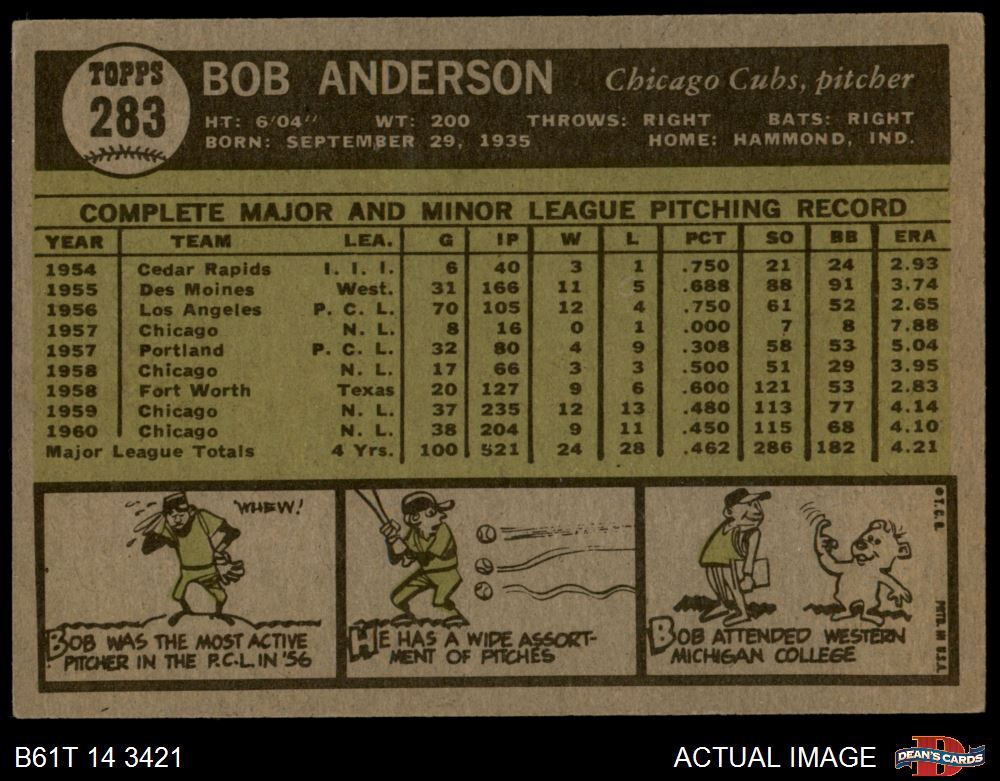 TOPPS
283
BOB ANDERSON Chicago Cubs, pitcher
HT: 6'04" WT: 200 THROWS: RIGHT BATS: RIGHT
BORN: SEPTEMBER 29, 1935 HOME: HAMMOND, IND.
COMPLETE MAJOR AND MINOR LEAGUE PITCHING RECORD
YEAR TEAM LEA. G IP W L PCT SO BB ERA
1954 Cedar Rapids I. I. I. 6 40 3 1 .750 21 24 2.93
1955 Des Moines West. 31 166 11 5 .688 88 91 3.74
1956 Los Angeles P. C. L. 70 105 12 4 .750 61 52 2.65
1957 Chicago N. L. 8 16 0 1 .000 7 8 7.88
1957 Portland P. C. L. 32 80 4 9 .308 58 53 5.04
1958 Chicago N. L. 17 66 3 3 .500 51 29 3.95
1958 Fort Worth Texas 20 127 9 6 .600 121 53 2.83
1959 Chicago N. L. 37 235 12 13 .480 113 77 4.14
1960 Chicago N. L. 38 204 9 11 .450 115 68 4.10
Major League Totals 4 Yrs. 100 521 24 28 .462 286 182 4.21
WHEW!
BOB WAS THE MOST ACTIVE
PITCHER IN THE P.C.L. IN '56
HE HAS A WIDE ASSORT-
MENT OF PITCHES
BOB ATTENDED WESTERN
MICHIGAN COLLEGE
© T. C. G.
PRTD. IN U.S.A.
B61T 14 3421
ACTUAL IMAGE
D
DEAN'S CARDS